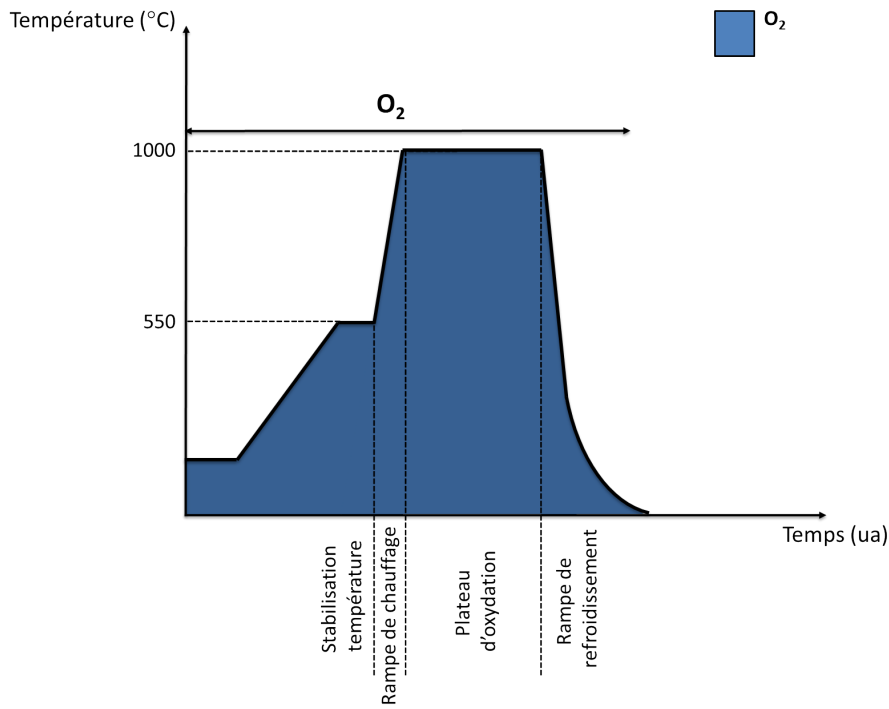 Température (°C)
O₂
O₂
1000
550
Temps (ua)
Stabilisation
température
Rampe de chauffage
Plateau
d'oxydation
Rampe de
refroidissement